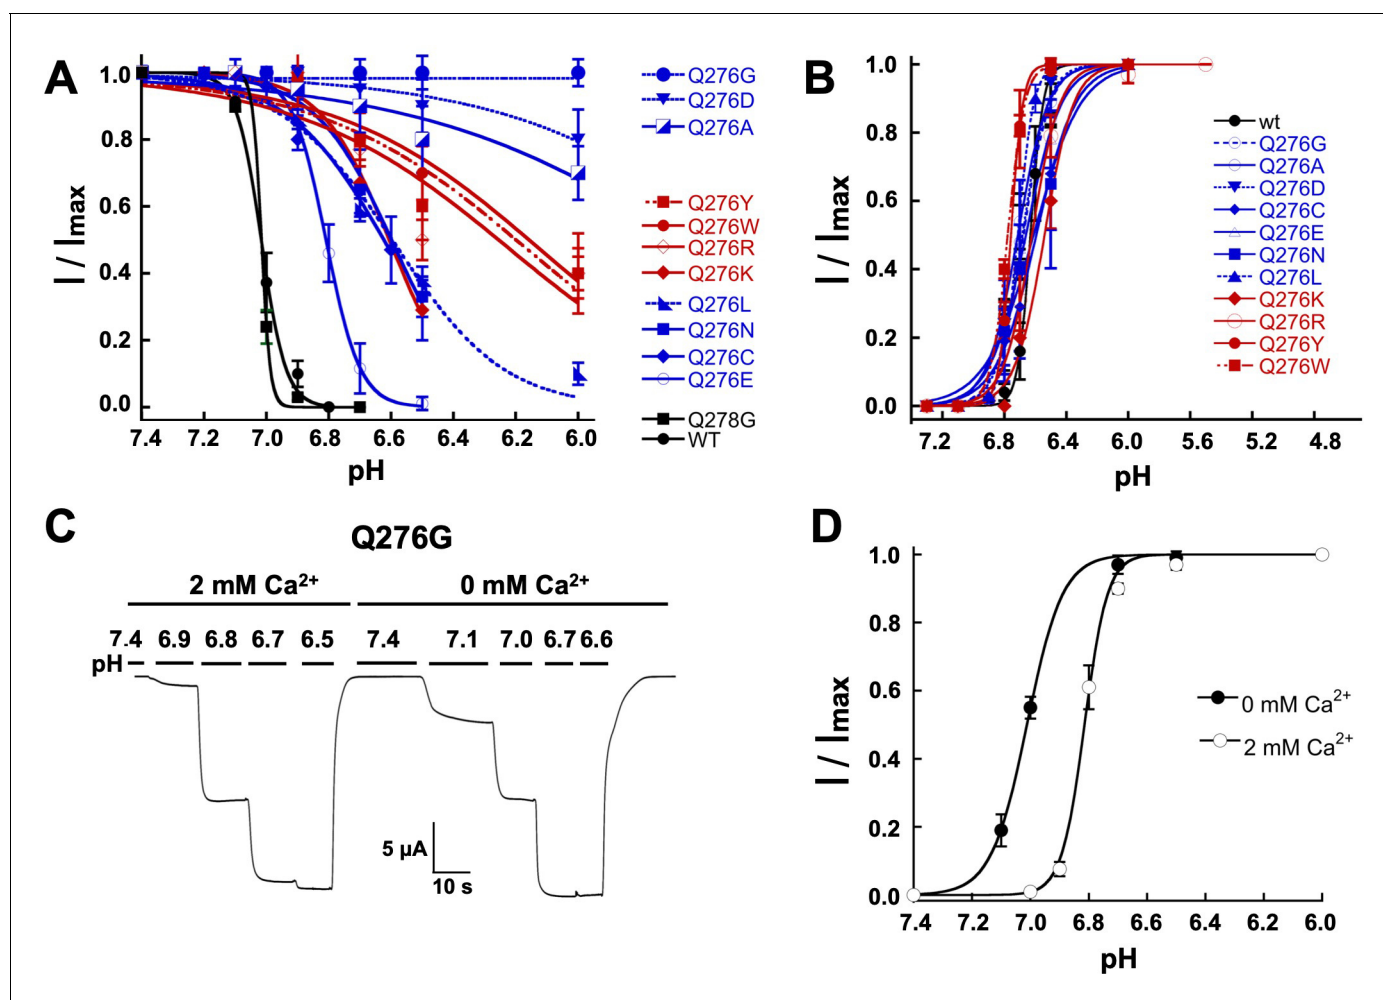 A
I / Imax
1.0
0.8
0.6
0.4
0.2
0.0
7.4 7.2 7.0 6.8 6.6 6.4 6.2 6.0
pH
Q276G
Q276D
Q276A
Q276Y
Q276W
Q276R
Q276K
Q276L
Q276N
Q276C
Q276E
Q278G
WT
B
I / Imax
1.0
0.8
0.6
0.4
0.2
0.0
7.2 6.8 6.4 6.0 5.6 5.2 4.8
pH
wt
Q276G
Q276A
Q276D
Q276C
Q276E
Q276N
Q276L
Q276K
Q276R
Q276Y
Q276W
C
Q276G
2 mM Ca²⁺ 0 mM Ca²⁺
7.4 6.9 6.8 6.7 6.5 7.4 7.1 7.0 6.7 6.6
pH
5 µA
10 s
D
I / Imax
1.0
0.8
0.6
0.4
0.2
0.0
7.4 7.2 7.0 6.8 6.6 6.4 6.2 6.0
pH
0 mM Ca²⁺
2 mM Ca²⁺